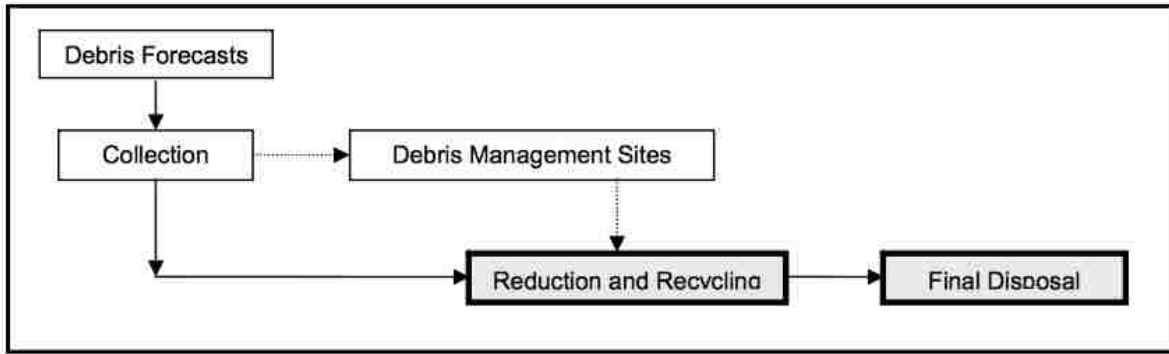 Debris Forecasts
Collection
Debris Management Sites
Reduction and Recycling
Final Disposal